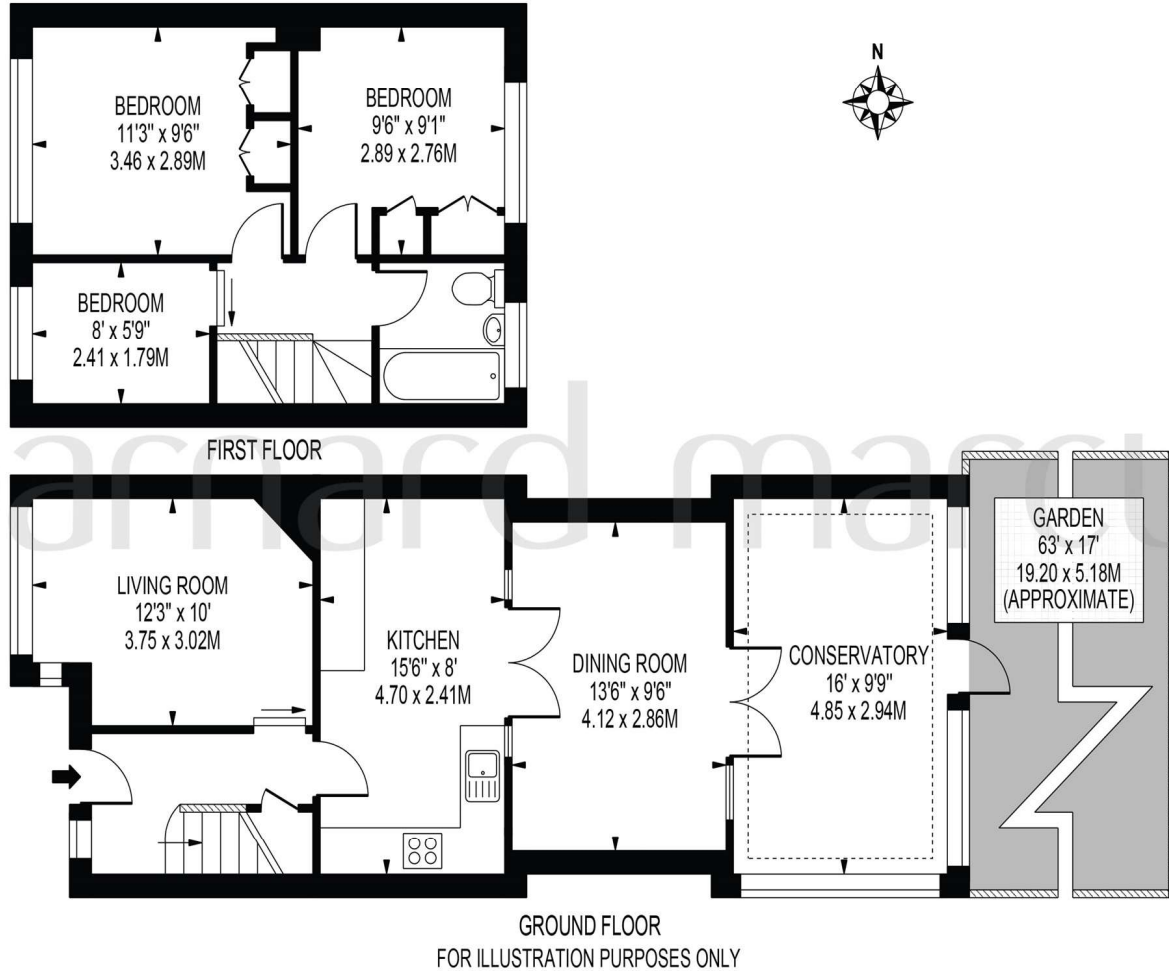 N
BEDROOM
11'3" x 9'6"
3.46 x 2.89M
BEDROOM
9'6" x 9'1"
2.89 x 2.76M
BEDROOM
8' x 5'9"
2.41 x 1.79M
FIRST FLOOR
arnard marcu
LIVING ROOM
12'3" x 10'
3.75 x 3.02M
KITCHEN
15'6" x 8'
4.70 x 2.41M
DINING ROOM
13'6" x 9'6"
4.12 x 2.86M
CONSERVATORY
16' x 9'9"
4.85 x 2.94M
GARDEN
63' x 17'
19.20 x 5.18M
(APPROXIMATE)
GROUND FLOOR
FOR ILLUSTRATION PURPOSES ONLY